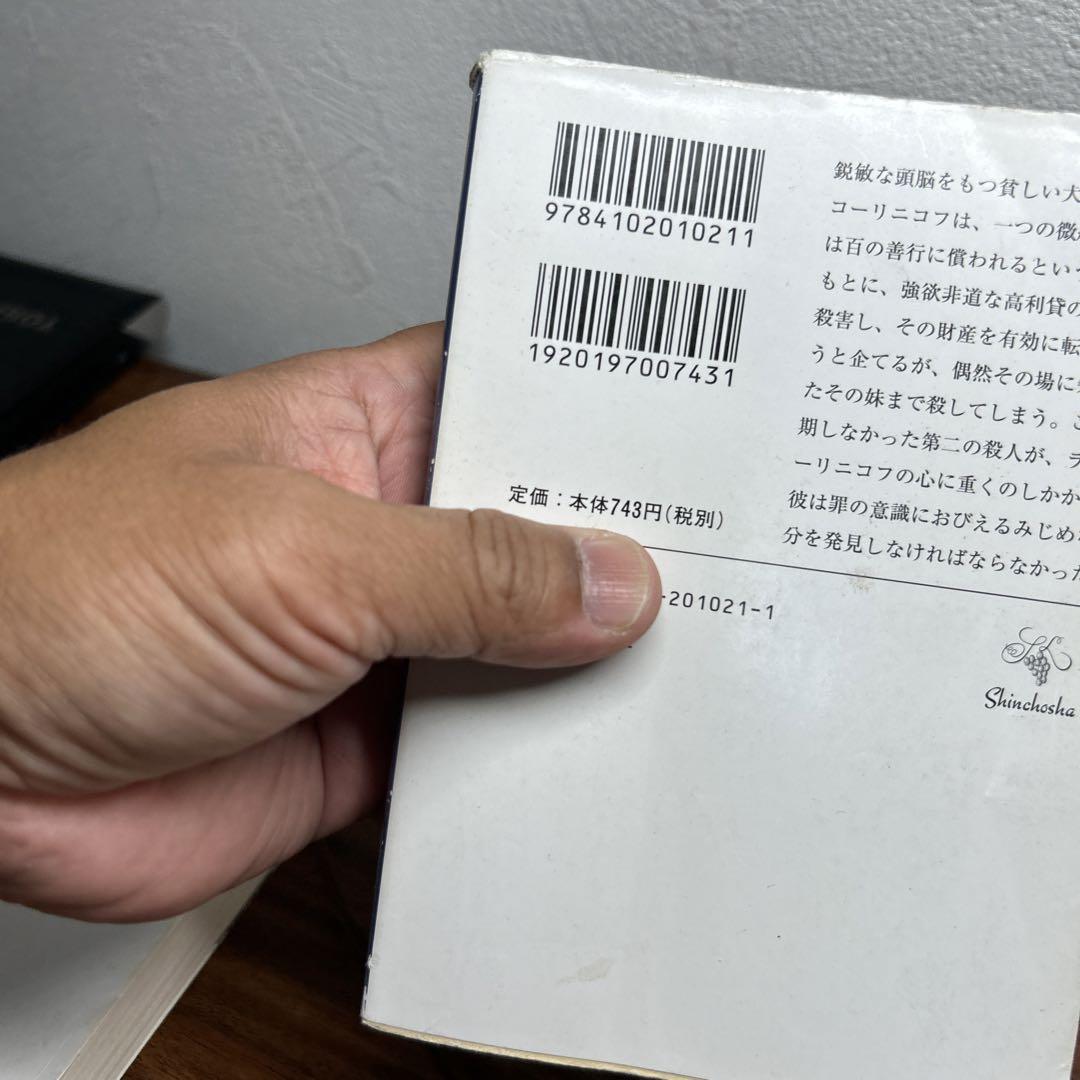 9784102010211
1920197007431
定価：本体743円(税別)
-201021-1
鋭敏な頭脳をもつ貧しい大
コーリニコフは、一つの微
は百の善行に償われるという
もとに、強欲非道な高利貸の
殺害し、その財産を有効に転
うと企てるが、偶然その場に
たその妹まで殺してしまう。こ
期しなかった第二の殺人が、ラ
ーリニコフの心に重くのしかか
彼は罪の意識におびえるみじめ
分を発見しなければならなかった
Shinchosha